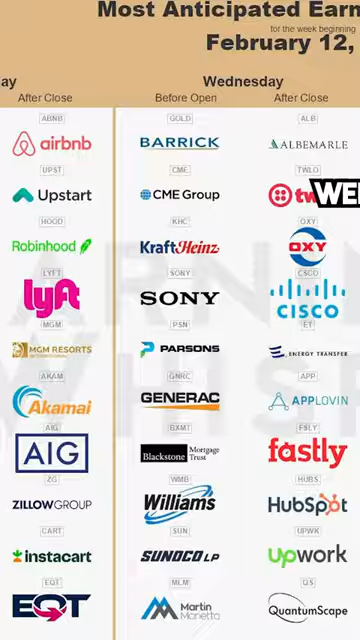 Most Anticipated Earn
for the week beginning
February 12,
ay
Wednesday
After Close
Before Open
After Close
ABNB
GOLD
ALB
airbnb
BARRICK
ALBEMARLE
UPST
CME
TWLO
Upstart
CME Group
tw
WE
HOOD
KHC
OXY
Robinhood
Kraft Heinz
OXY
LYFT
SONY
CSCO
lyft
SONY
CISCO
MGM
PSN
ET
MGM RESORTS
PARSONS
ENERGY TRANSFER
AKAM
GNRC
APP
Akamai
GENERAC
APPLOVIN
AIG
BXMT
FSLY
AIG
Blackstone
Mortgage
Trust
fastly
ZG
WMB
HUBS
ZILLOWGROUP
Williams
HubSpot
CART
SUN
UPWK
instacart
SUNOCO LP
upwork
EQT
MLM
QS
EQT
Martin
Marietta
QuantumScape